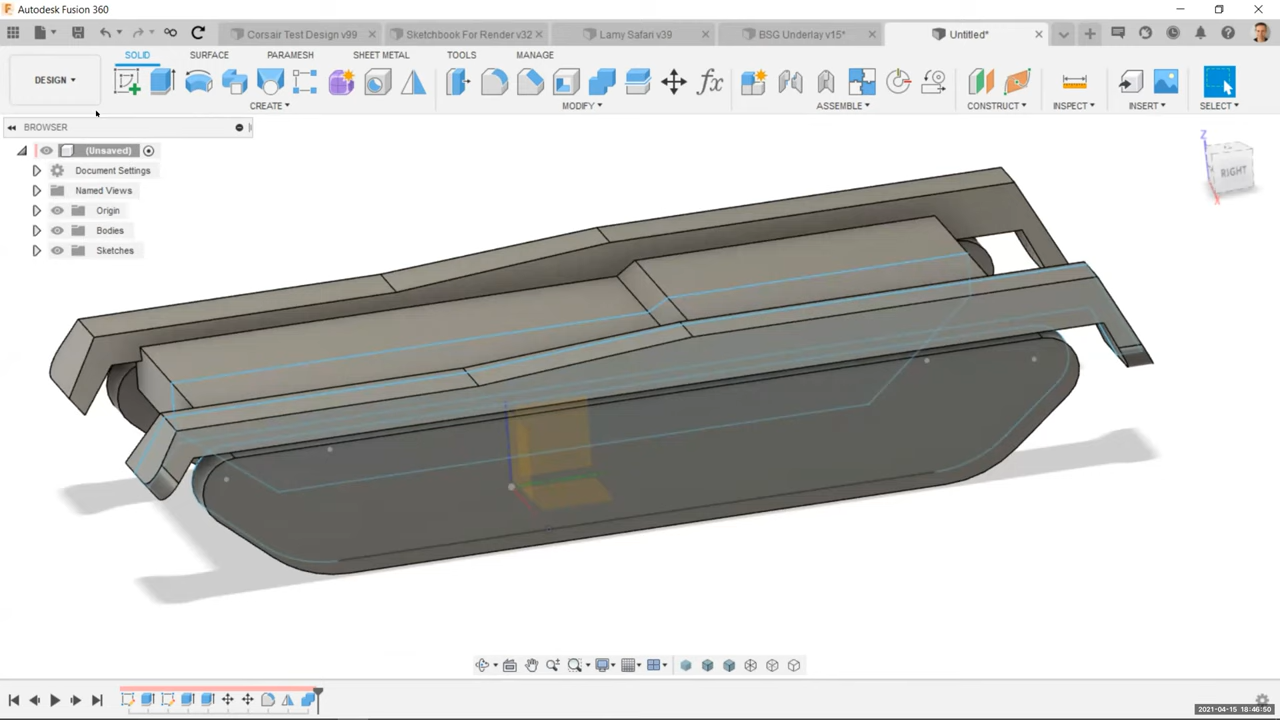 Autodesk Fusion 360
Corsair Test Design v99
Sketchbook For Render v32*
Lamy Safari v39
BSG Underlay v15*
Untitled*
SOLID
SURFACE
PARAMESH
SHEET METAL
TOOLS
MANAGE
DESIGN
CREATE
MODIFY
fx
ASSEMBLE
CONSTRUCT
INSPECT
INSERT
SELECT
BROWSER
(Unsaved)
Document Settings
Named Views
Origin
Bodies
Sketches
Z
RIGHT
X
2021-04-15 18:46:50